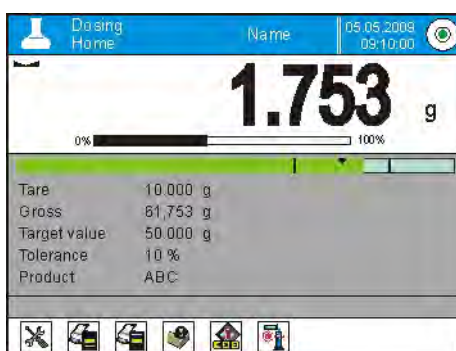 Dosing Name 05.05.2009
Home 09:10:00
1.753 g
0% 100%
Tare 10.000 g
Gross 61,753 g
Target value 50.000 g
Tolerance 10 %
Product ABC